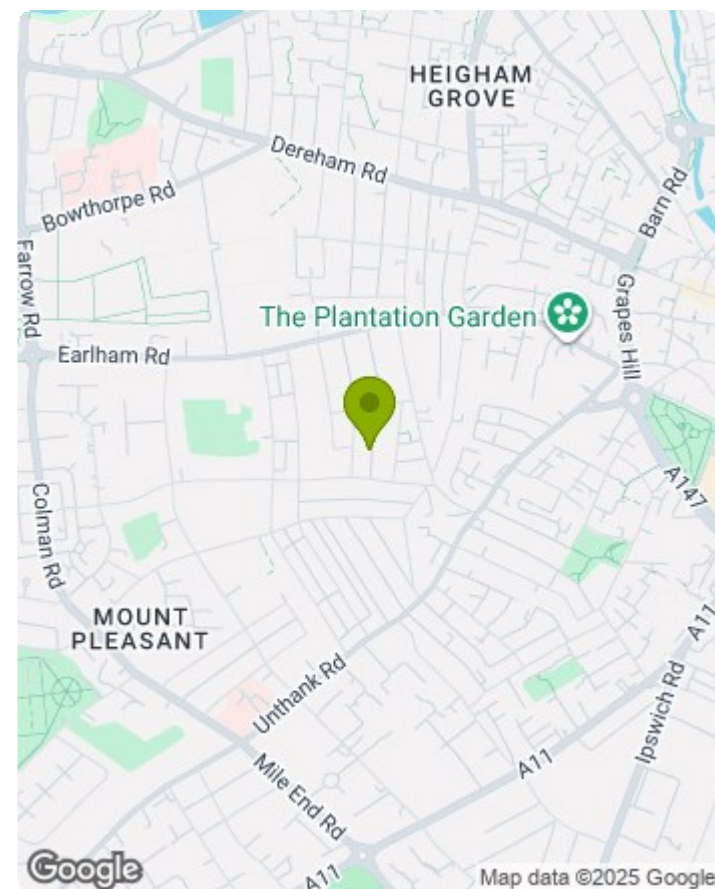 HEIGHAM
GROVE
Dereham Rd
Barn Rd
Bowthorpe Rd
Farrow Rd
The Plantation Garden
Grapes Hill
Earlham Rd
A147
Colman Rd
MOUNT
PLEASANT
A11
Unthank Rd
Ipswich Rd
A11
Mile End Rd
A11
Google
Map data ©2025 Google